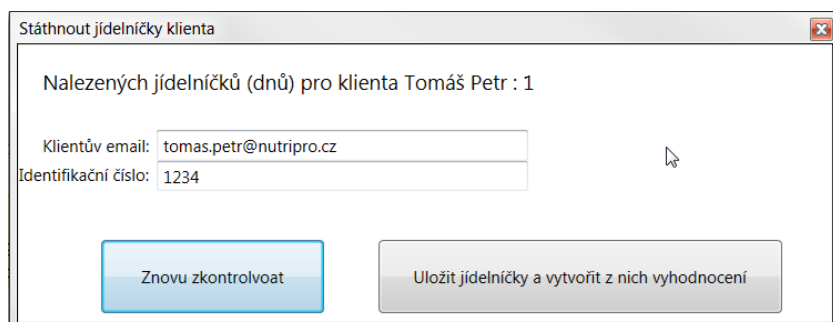 Státhnout jídelníčky klienta
Nalezených jídelníčků (dnů) pro klienta Tomáš Petr : 1
Klientův email: tomas.petr@nutripro.cz
Identifikační číslo: 1234
Znovu zkontrolvoat
Uložit jídelníčky a vytvořit z nich vyhodnocení